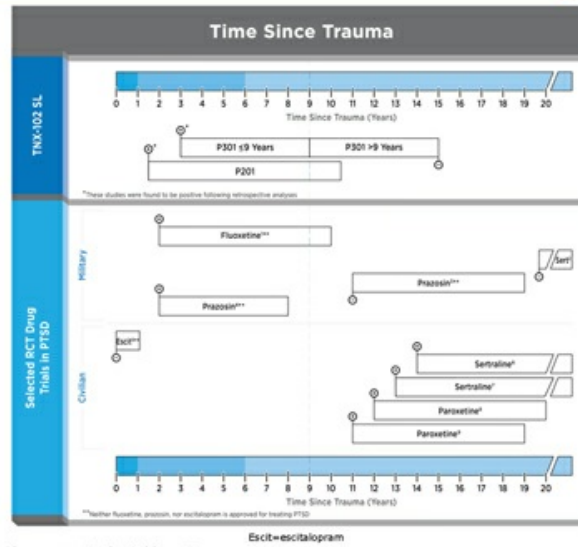 Time Since Trauma
TNX-102 SL
0 1 2 3 4 5 6 7 8 9 10 11 12 13 14 15 16 17 18 19 20
Time Since Trauma (Years)
P301 ≤9 Years
P301 >9 Years
P201
These studies were found to be positive following retrospective analyses
Selected RCT Drug
Trials in PTSD
Military
Fluoxetine
Sert
Prazosin
Prazosin
Civilian
Escit
Sertraline
Sertraline
Paroxetine
Paroxetine
0 1 2 3 4 5 6 7 8 9 10 11 12 13 14 15 16 17 18 19 20
Time Since Trauma (Years)
Neither fluoxetine, prazosin, nor escitalopram is approved for treating PTSD
Escit=escitalopram